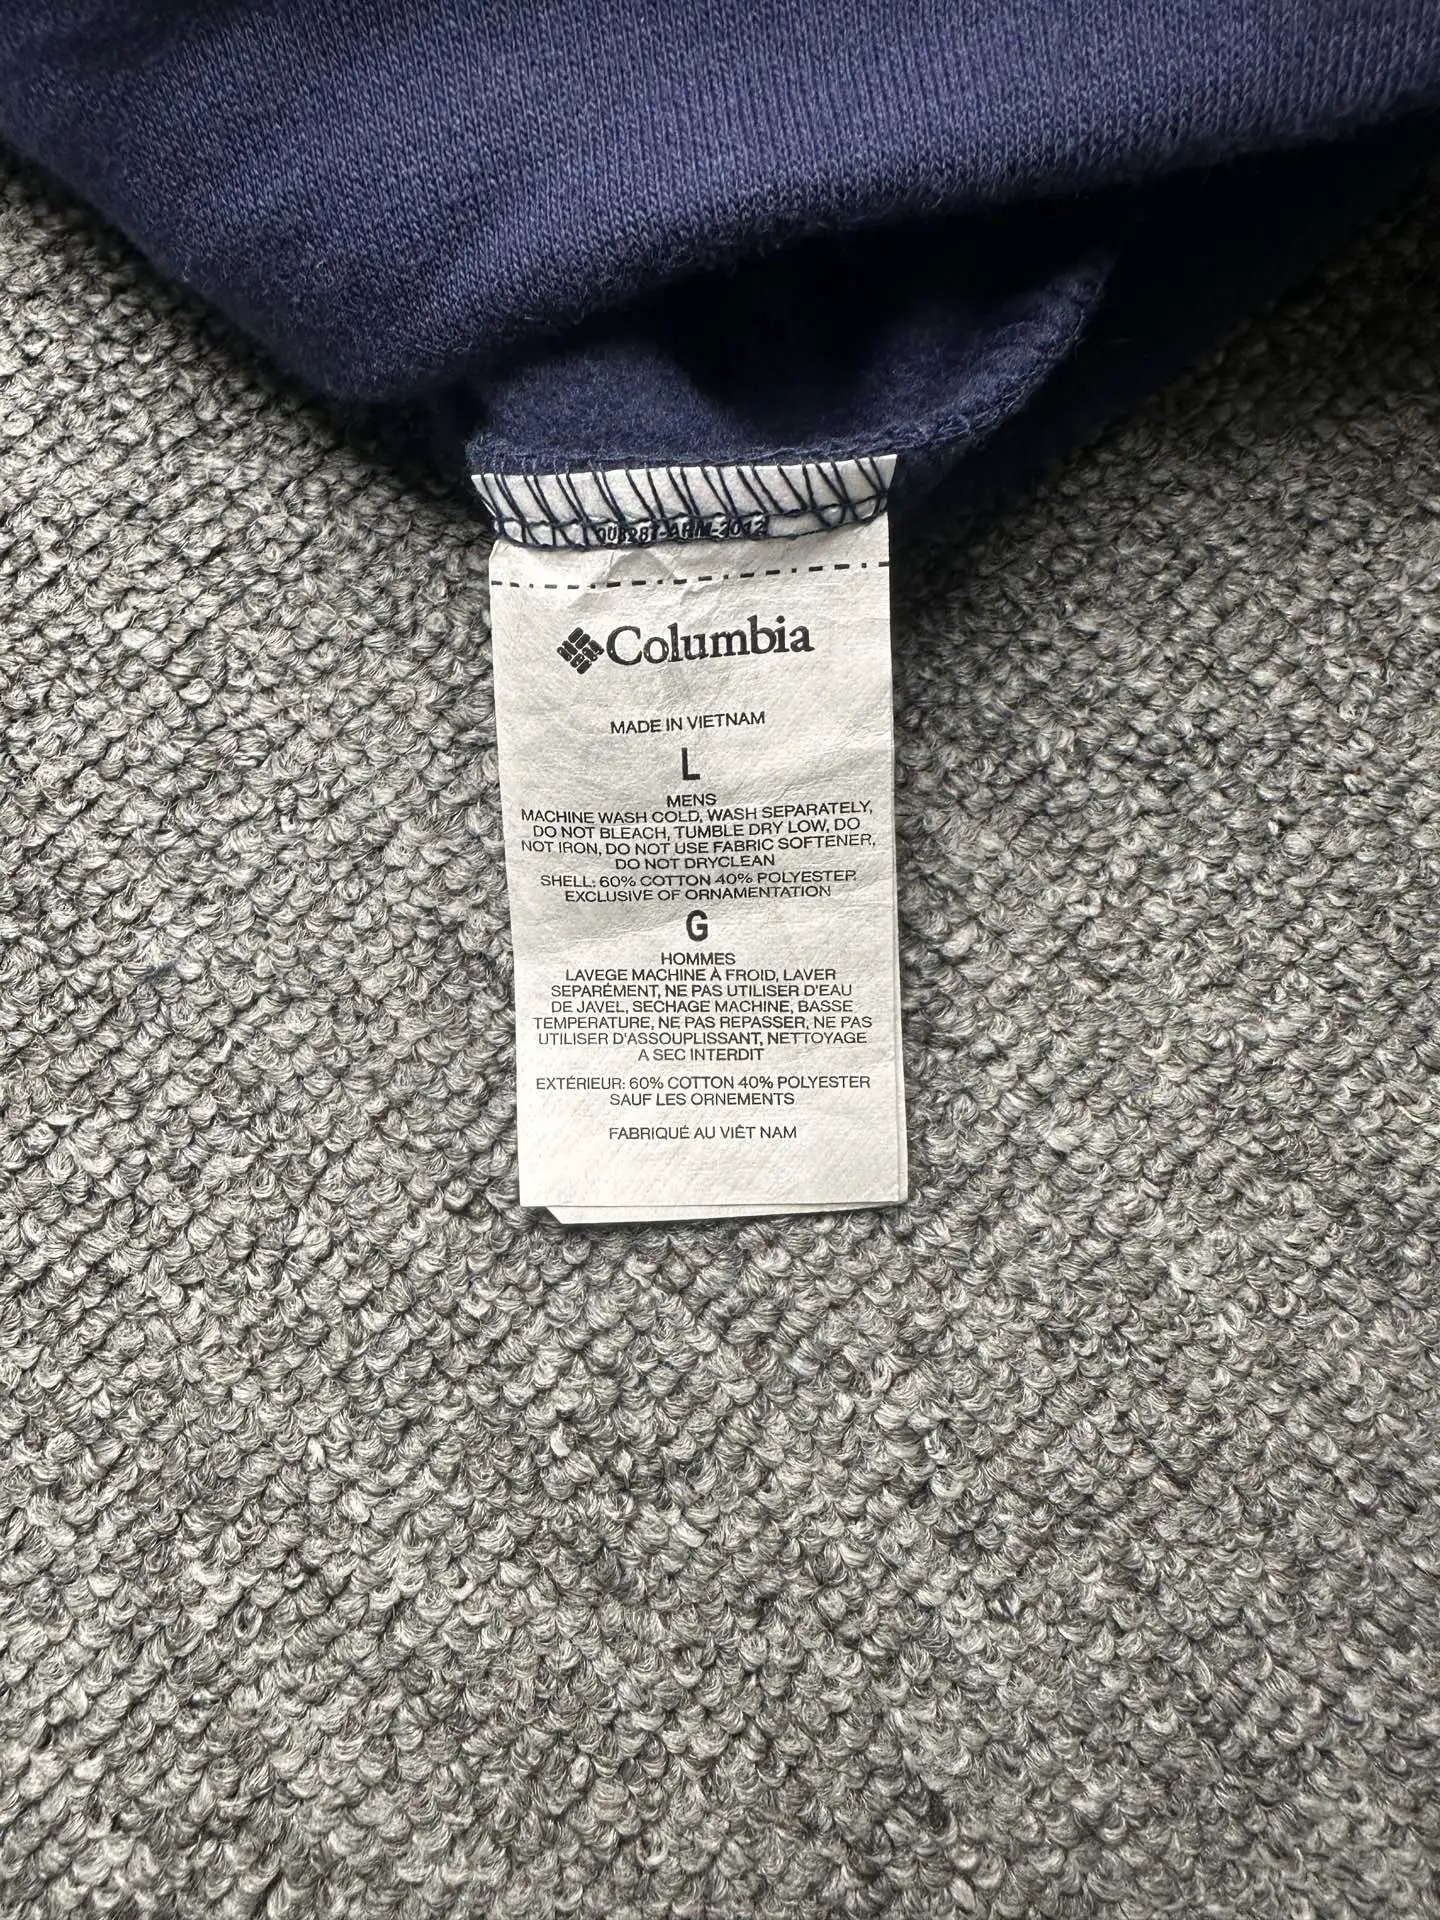 Columbia
MADE IN VIETNAM
L
MENS
MACHINE WASH COLD, WASH SEPARATELY,
DO NOT BLEACH, TUMBLE DRY LOW, DO
NOT IRON, DO NOT USE FABRIC SOFTENER,
DO NOT DRYCLEAN
SHELL: 60% COTTON 40% POLYESTER
EXCLUSIVE OF ORNAMENTATION
G
HOMMES
LAVEGE MACHINE À FROID, LAVER
SEPARÉMENT, NE PAS UTILISER D'EAU
DE JAVEL, SECHAGE MACHINE, BASSE
TEMPERATURE, NE PAS REPASSER, NE PAS
UTILISER D'ASSOUPLISSANT, NETTOYAGE
A SEC INTERDIT
EXTÉRIEUR: 60% COTTON 40% POLYESTER
SAUF LES ORNEMENTS
FABRIQUÉ AU VIÊT NAM